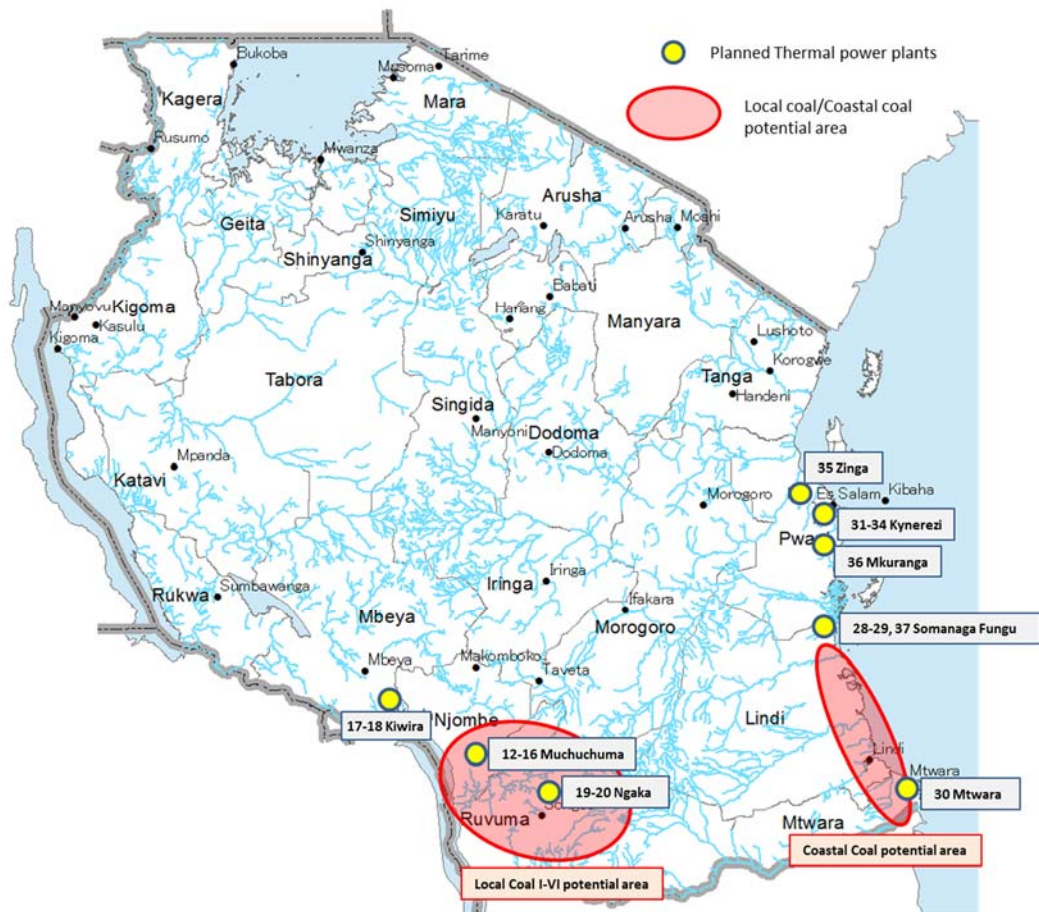 Planned Thermal power plants
Local coal/Coastal coal
potential area
Bukoba
Musoma
Tarime
Kagera
Mara
Rusumo
Mwanza
Arusha
Geita
Simiyu
Karatu
Arusha
Moshi
Shinyanga
Shinyanga
Babati
Manyovu
Kigoma
Hanang
Manyara
Kasulu
Kigoma
Lushoto
Korogwe
Tabora
Tanga
Handeni
Singida
Manyoni
Dodoma
Dodoma
Mpanda
Katavi
35 Zinga
Morogoro
Es Salam
Kibaha
31-34 Kynerezi
Pwa
36 Mkuranga
Iringa
Iringa
Rukwa
Sumbawanga
Ifakara
Mbeya
Morogoro
28-29, 37 Somanaga Fungu
Mbeya
Makomboko
Taveta
Njombe
Lindi
17-18 Kiwira
12-16 Muchuchuma
Lindi
Mtwara
19-20 Ngaka
30 Mtwara
Ruvuma
Mtwara
Coastal Coal potential area
Local Coal I-VI potential area